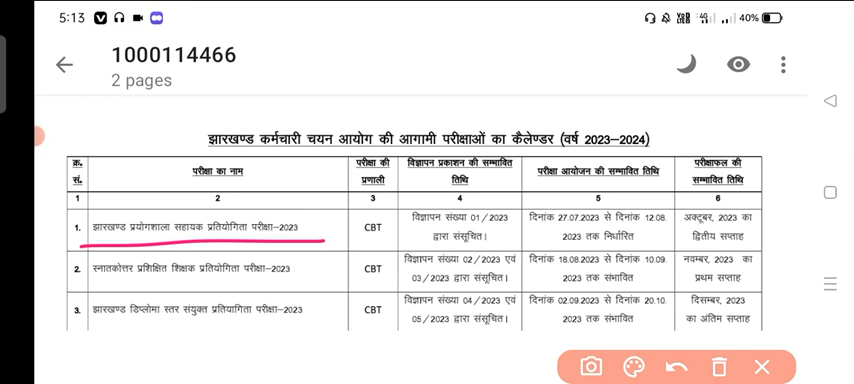 5:13
Yo) LTE1 4G 40%
1000114466
2 pages
झारखण्ड कर्मचारी चयन आयोग की आगामी परीक्षाओं का कैलेण्डर (वर्ष 2023–2024)
क्र. सं. परीक्षा का नाम परीक्षा की प्रणाली विज्ञापन प्रकाशन की सम्भावित तिथि परीक्षा आयोजन की सम्भावित तिथि परीक्षाफल की सम्भावित तिथि
1 2 3 4 5 6
1. झारखण्ड प्रयोगशाला सहायक प्रतियोगिता परीक्षा–2023 CBT विज्ञापन संख्या 01/2023 द्वारा संसूचित। दिनांक 27.07.2023 से दिनांक 12.08.2023 तक निर्धारित अक्टूबर, 2023 का द्वितीय सप्ताह
2. स्नातकोत्तर प्रशिक्षित शिक्षक प्रतियोगिता परीक्षा–2023 CBT विज्ञापन संख्या 02/2023 एवं 03/2023 द्वारा संसूचित। दिनांक 18.08.2023 से दिनांक 10.09.2023 तक संभावित नवम्बर, 2023 का प्रथम सप्ताह
3. झारखण्ड डिप्लोमा स्तर संयुक्त प्रतियागिता परीक्षा–2023 CBT विज्ञापन संख्या 04/2023 एवं 05/2023 द्वारा संसूचित। दिनांक 02.09.2023 से दिनांक 20.10.2023 तक संभावित दिसम्बर, 2023 का अंतिम सप्ताह